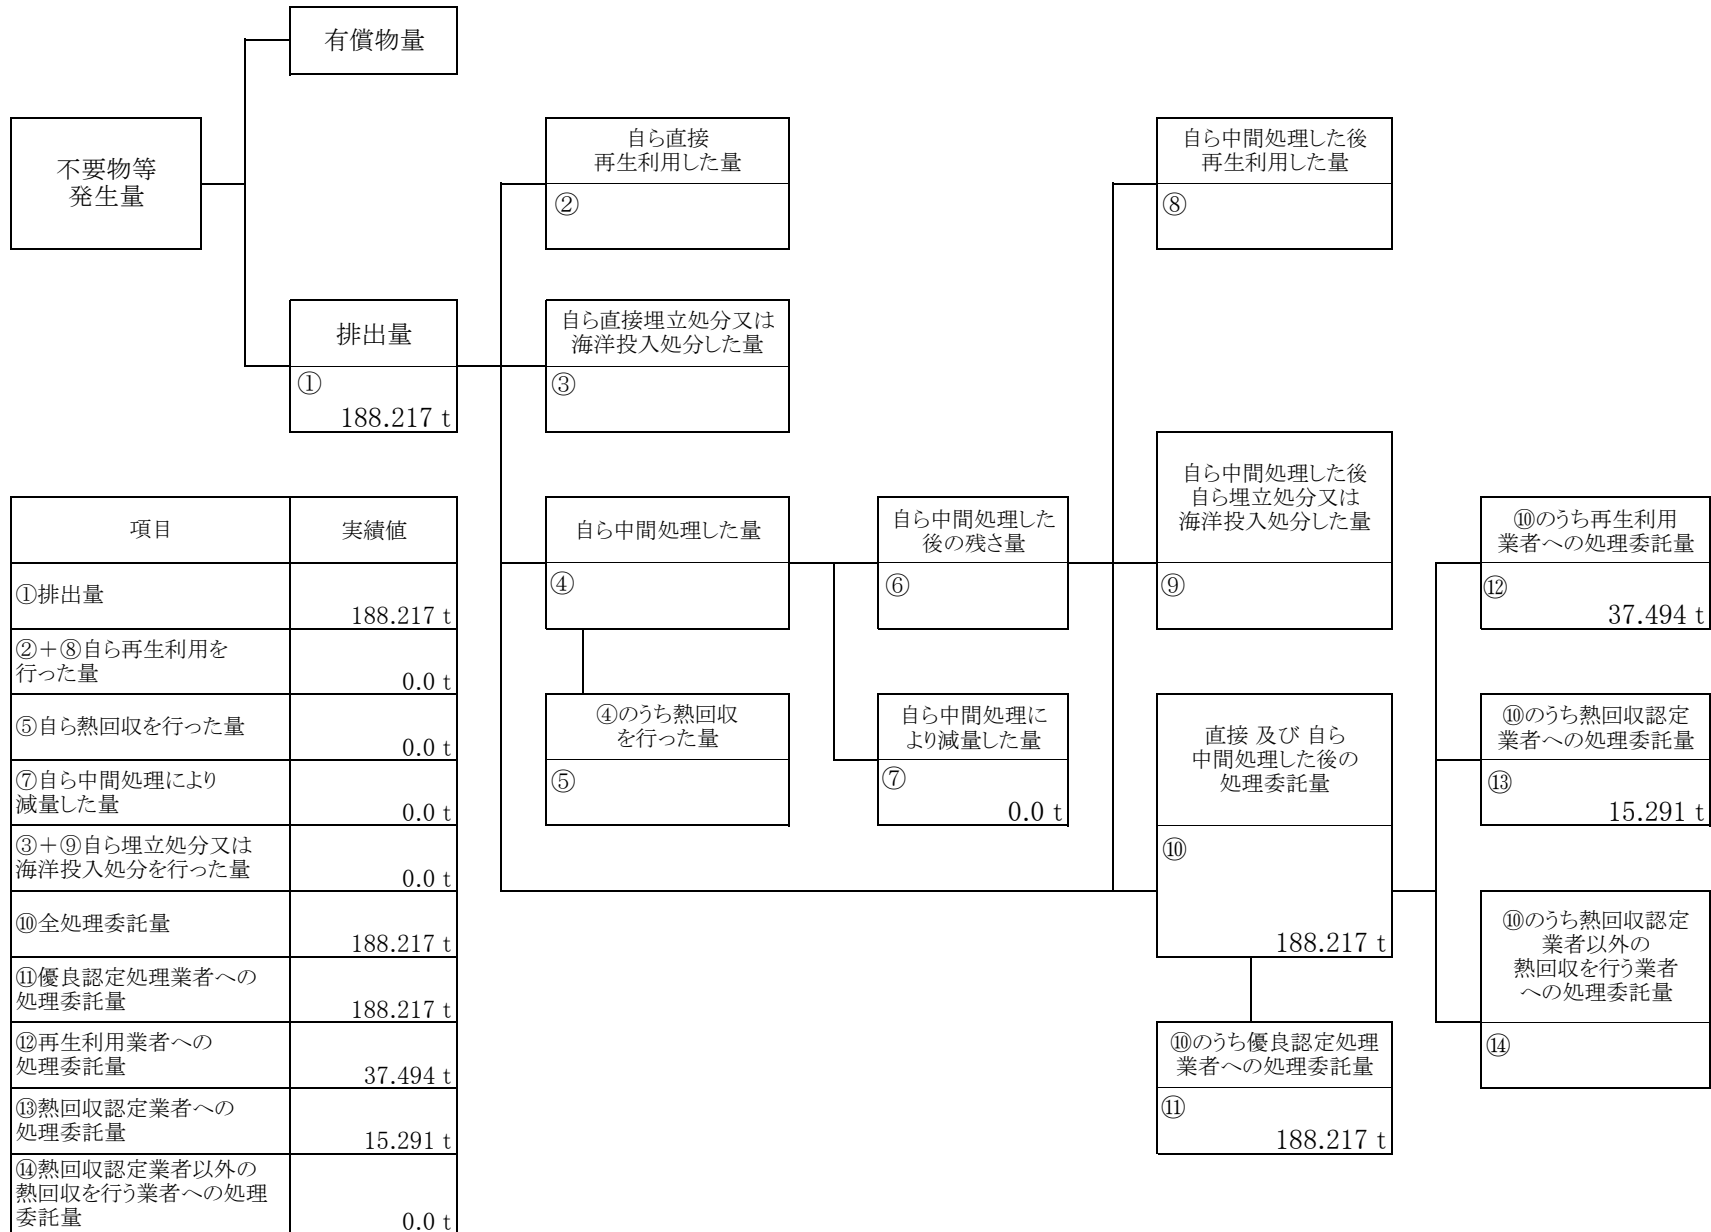 有償物量
不要物等
発生量
自ら直接
再生利用した量
②
自ら中間処理した後
再生利用した量
⑧
排出量
①
188.217 t
自ら直接埋立処分又は
海洋投入処分した量
③
自ら中間処理した量
④
自ら中間処理した
後の残さ量
⑥
自ら中間処理した後
自ら埋立処分又は
海洋投入処分した量
⑨
⑩のうち再生利用
業者への処理委託量
⑫
37.494 t
④のうち熱回収
を行った量
⑤
自ら中間処理に
より減量した量
⑦
0.0 t
直接 及び 自ら
中間処理した後の
処理委託量
⑩
188.217 t
⑩のうち熱回収認定
業者への処理委託量
⑬
15.291 t
⑩のうち熱回収認定
業者以外の
熱回収を行う業者
への処理委託量
⑭
⑩のうち優良認定処理
業者への処理委託量
⑪
188.217 t
項目 実績値
①排出量
188.217 t
②＋⑧自ら再生利用を
行った量
0.0 t
⑤自ら熱回収を行った量
0.0 t
⑦自ら中間処理により
減量した量
0.0 t
③＋⑨自ら埋立処分又は
海洋投入処分を行った量
0.0 t
⑩全処理委託量
188.217 t
⑪優良認定処理業者への
処理委託量
188.217 t
⑫再生利用業者への
処理委託量
37.494 t
⑬熱回収認定業者への
処理委託量
15.291 t
⑭熱回収認定業者以外の
熱回収を行う業者への処理
委託量
0.0 t